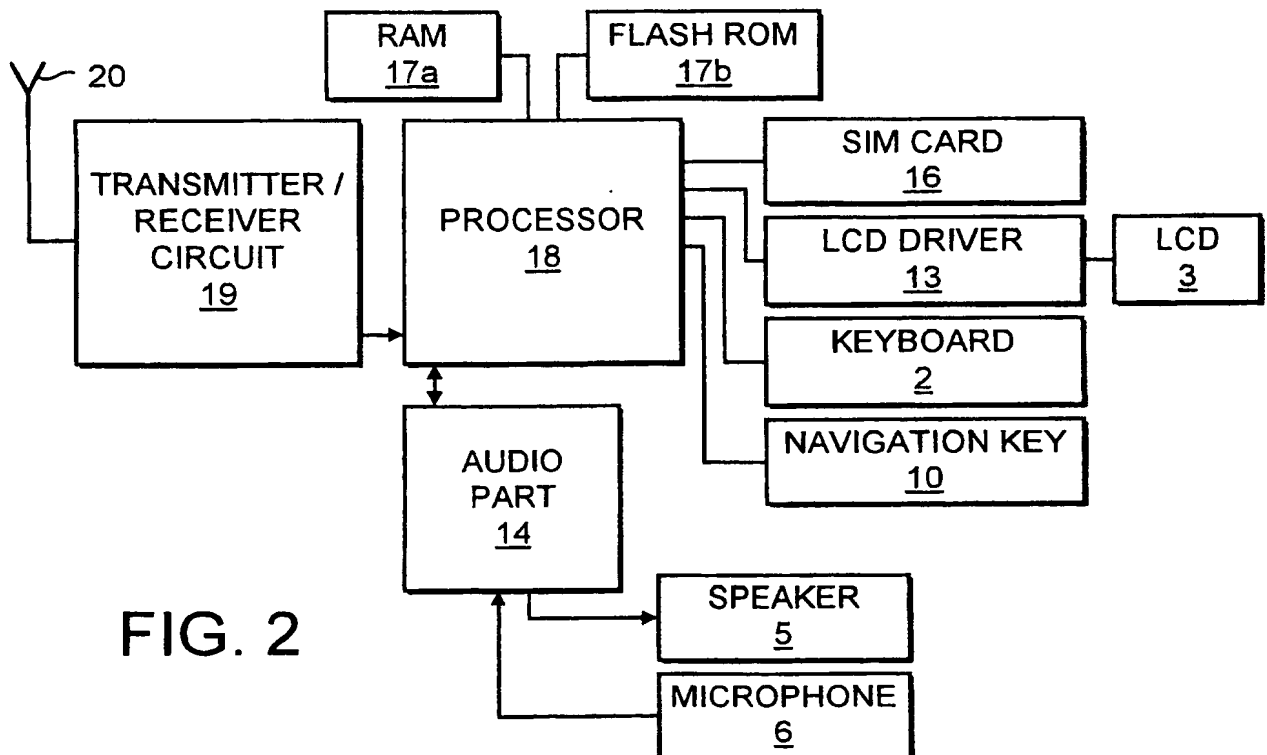 RAM
17a
FLASH ROM
17b
20
TRANSMITTER /
RECEIVER
CIRCUIT
19
PROCESSOR
18
SIM CARD
16
LCD DRIVER
13
LCD
3
KEYBOARD
2
NAVIGATION KEY
10
AUDIO
PART
14
SPEAKER
5
MICROPHONE
6
FIG. 2